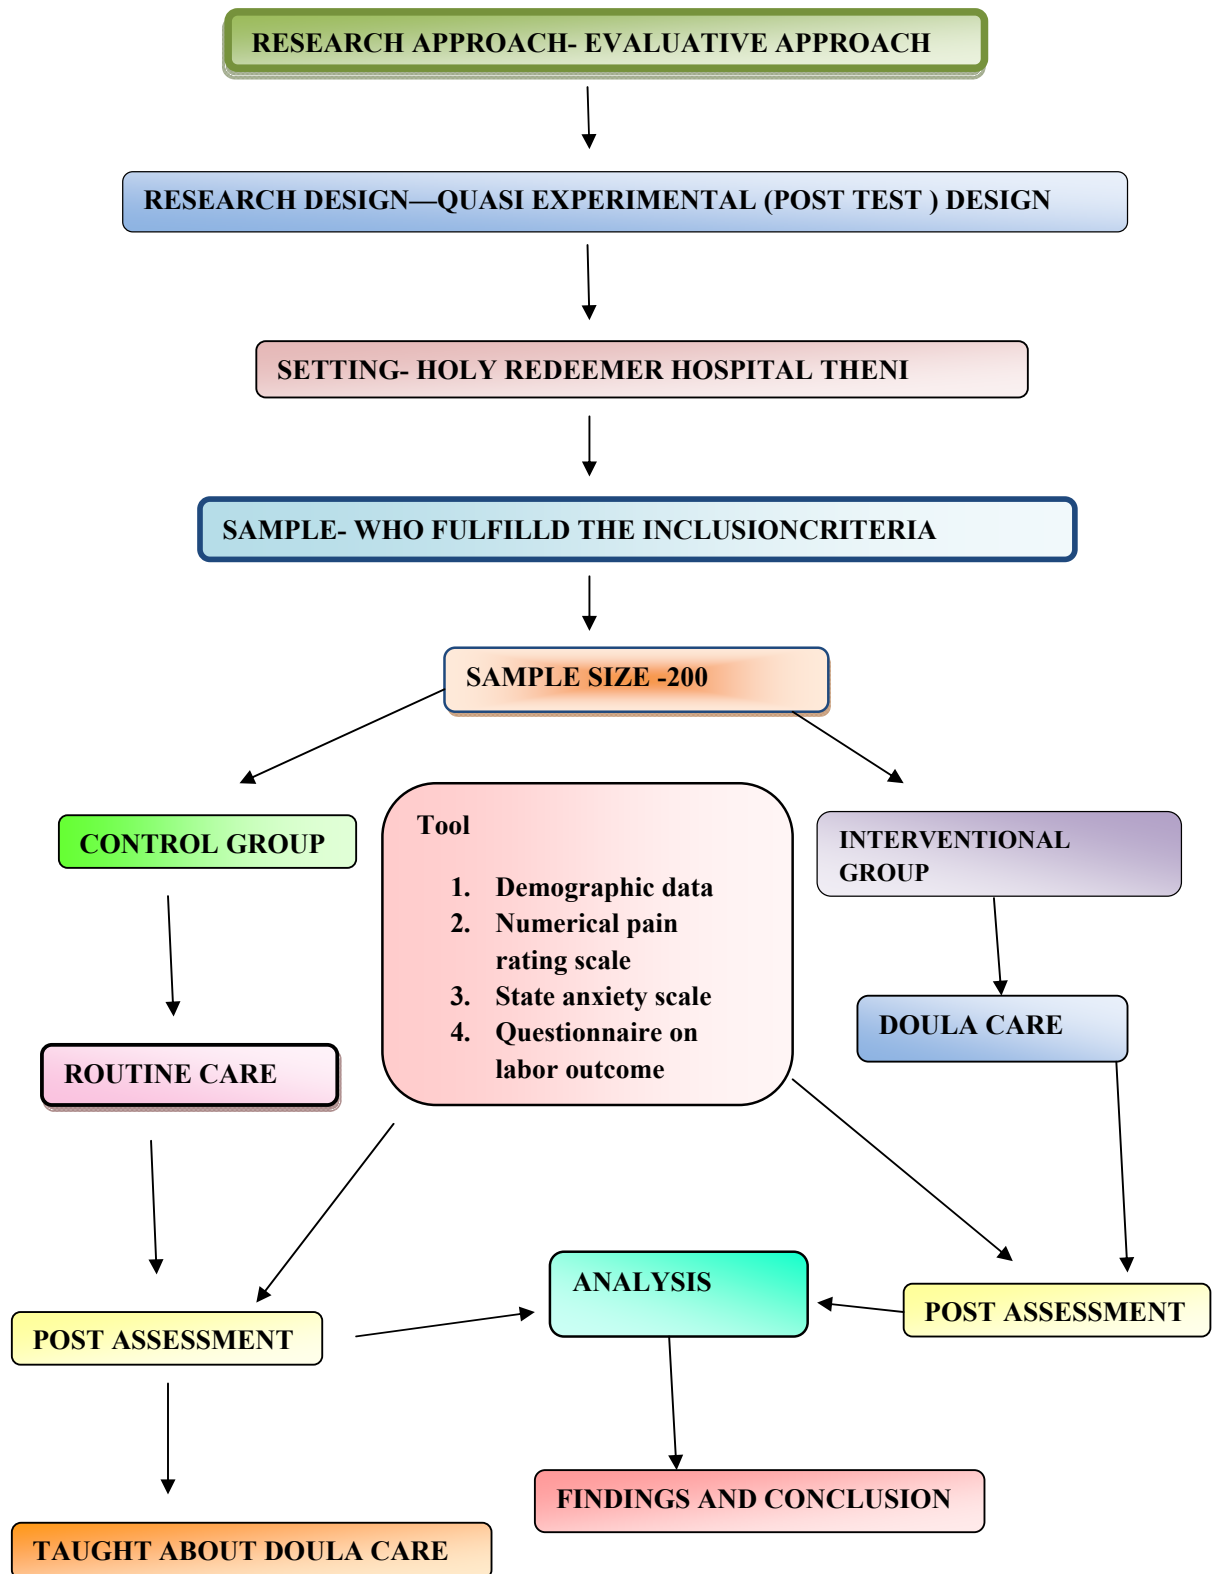 RESEARCH APPROACH- EVALUATIVE APPROACH
RESEARCH DESIGN—QUASI EXPERIMENTAL (POST TEST ) DESIGN
SETTING- HOLY REDEEMER HOSPITAL THENI
SAMPLE- WHO FULFILLD THE INCLUSIONCRITERIA
SAMPLE SIZE -200
CONTROL GROUP
Tool
1. Demographic data
2. Numerical pain
rating scale
3. State anxiety scale
4. Questionnaire on
labor outcome
INTERVENTIONAL
GROUP
ROUTINE CARE
DOULA CARE
POST ASSESSMENT
ANALYSIS
POST ASSESSMENT
FINDINGS AND CONCLUSION
TAUGHT ABOUT DOULA CARE